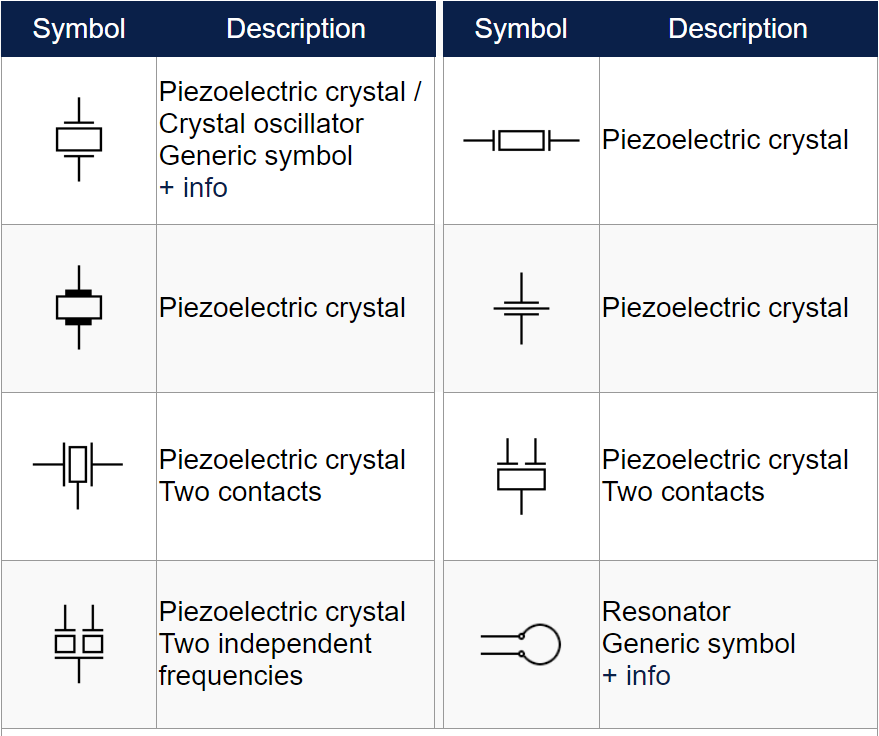 Symbol Description Symbol Description
Piezoelectric crystal /
Crystal oscillator
Generic symbol
+ info
Piezoelectric crystal
Piezoelectric crystal
Piezoelectric crystal
Piezoelectric crystal
Two contacts
Piezoelectric crystal
Two contacts
Piezoelectric crystal
Two independent
frequencies
Resonator
Generic symbol
+ info